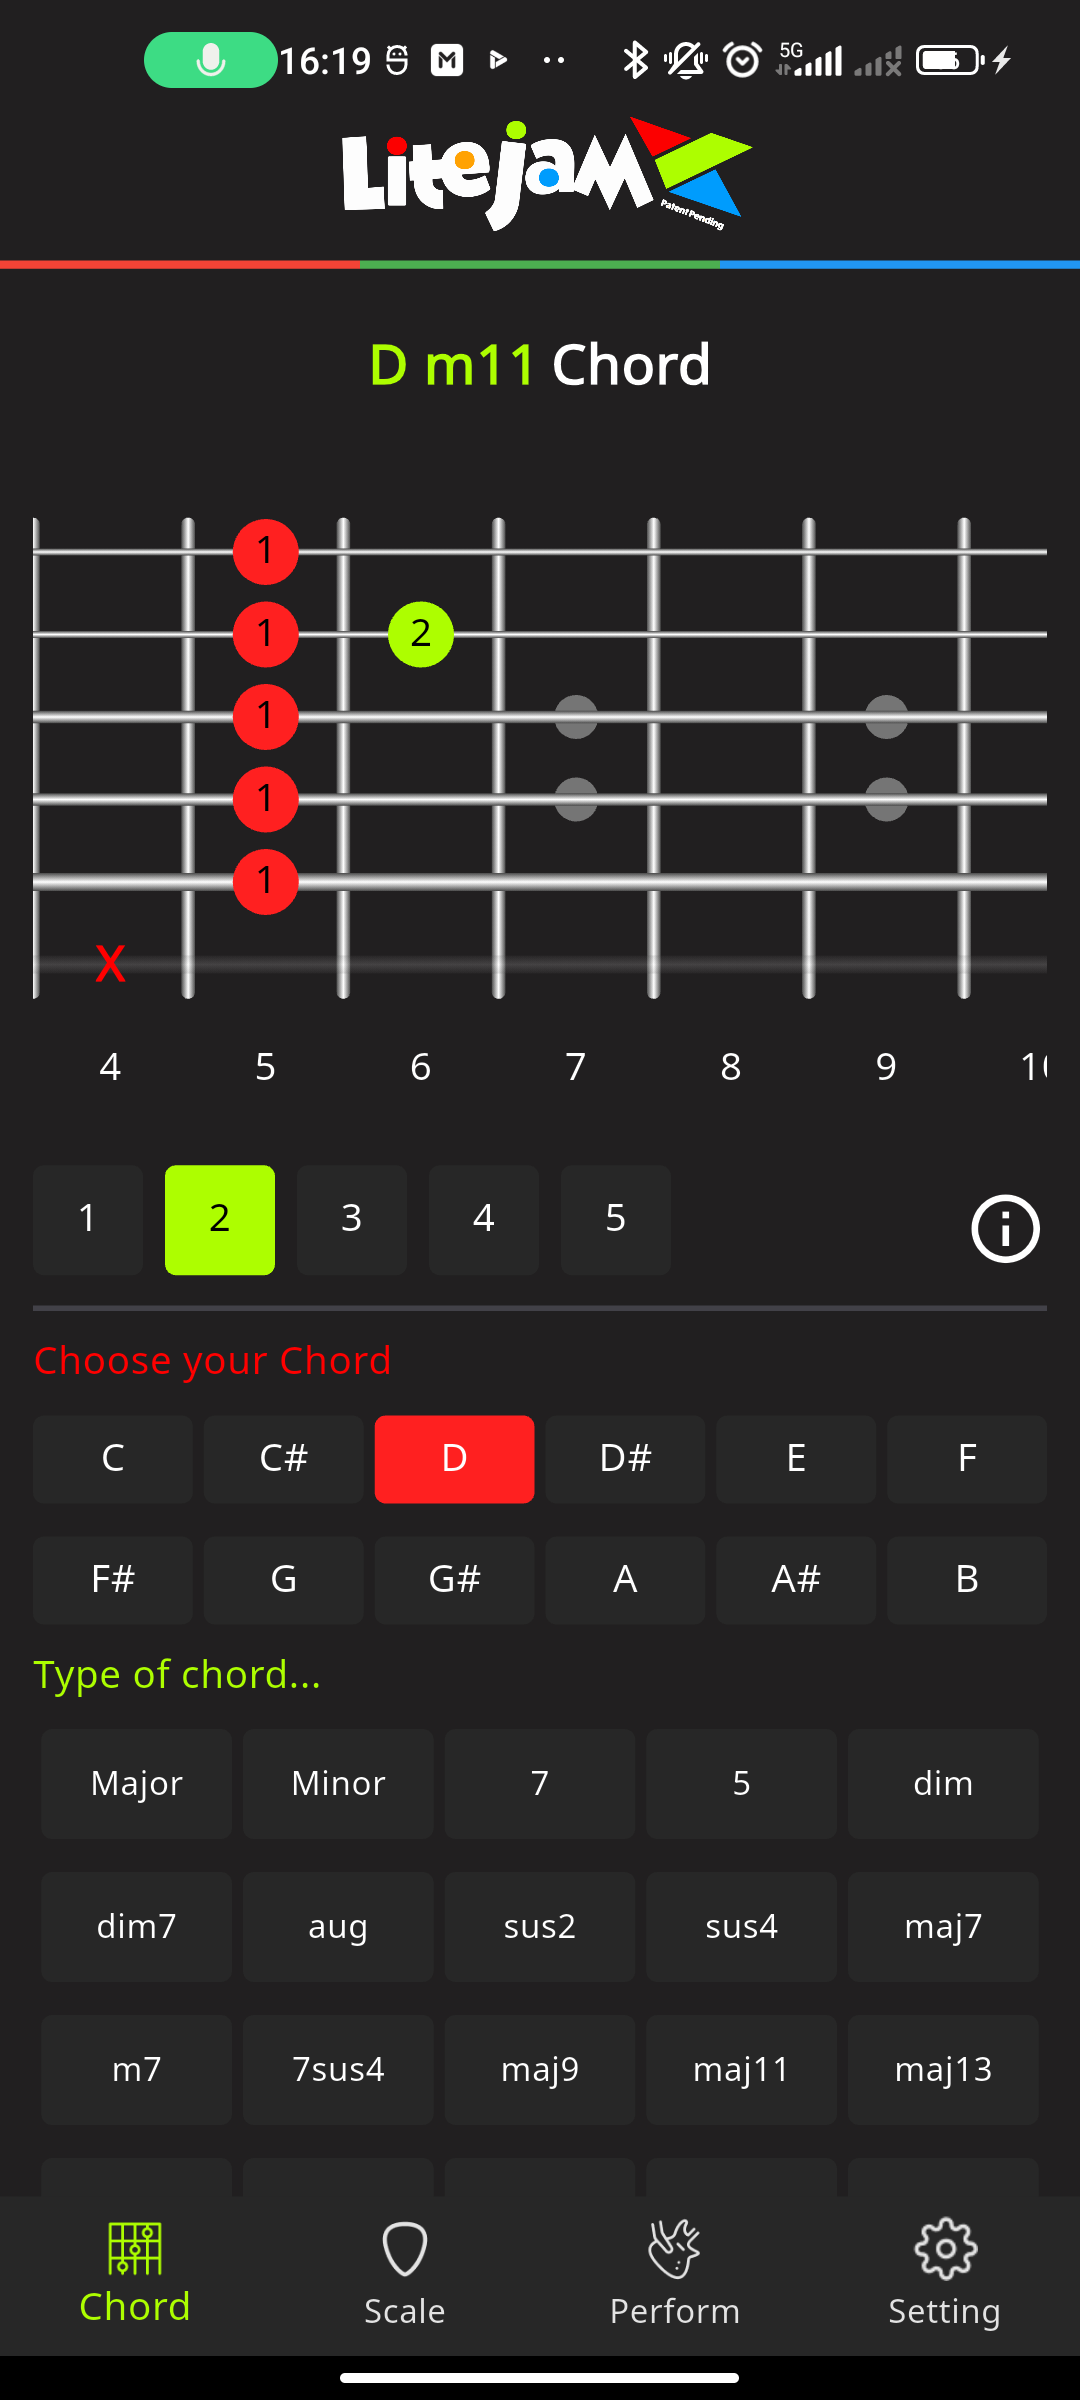 16:19 5G
Litejam
Patent Pending
D m11 Chord
1
1 2
1
1
1
X
4 5 6 7 8 9
1 2 3 4 5
Choose your Chord
C C# D D# E F
F# G G# A A# B
Type of chord...
Major Minor 7 5 dim
dim7 aug sus2 sus4 maj7
m7 7sus4 maj9 maj11 maj13
Chord Scale Perform Setting